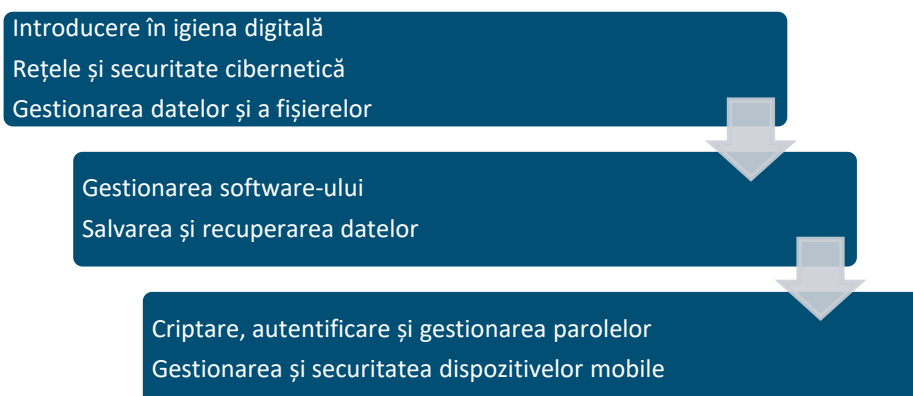 Introducere în igiena digitală
Rețele și securitate cibernetică
Gestionarea datelor și a fișierelor
Gestionarea software-ului
Salvarea și recuperarea datelor
Criptare, autentificare și gestionarea parolelor
Gestionarea și securitatea dispozitivelor mobile